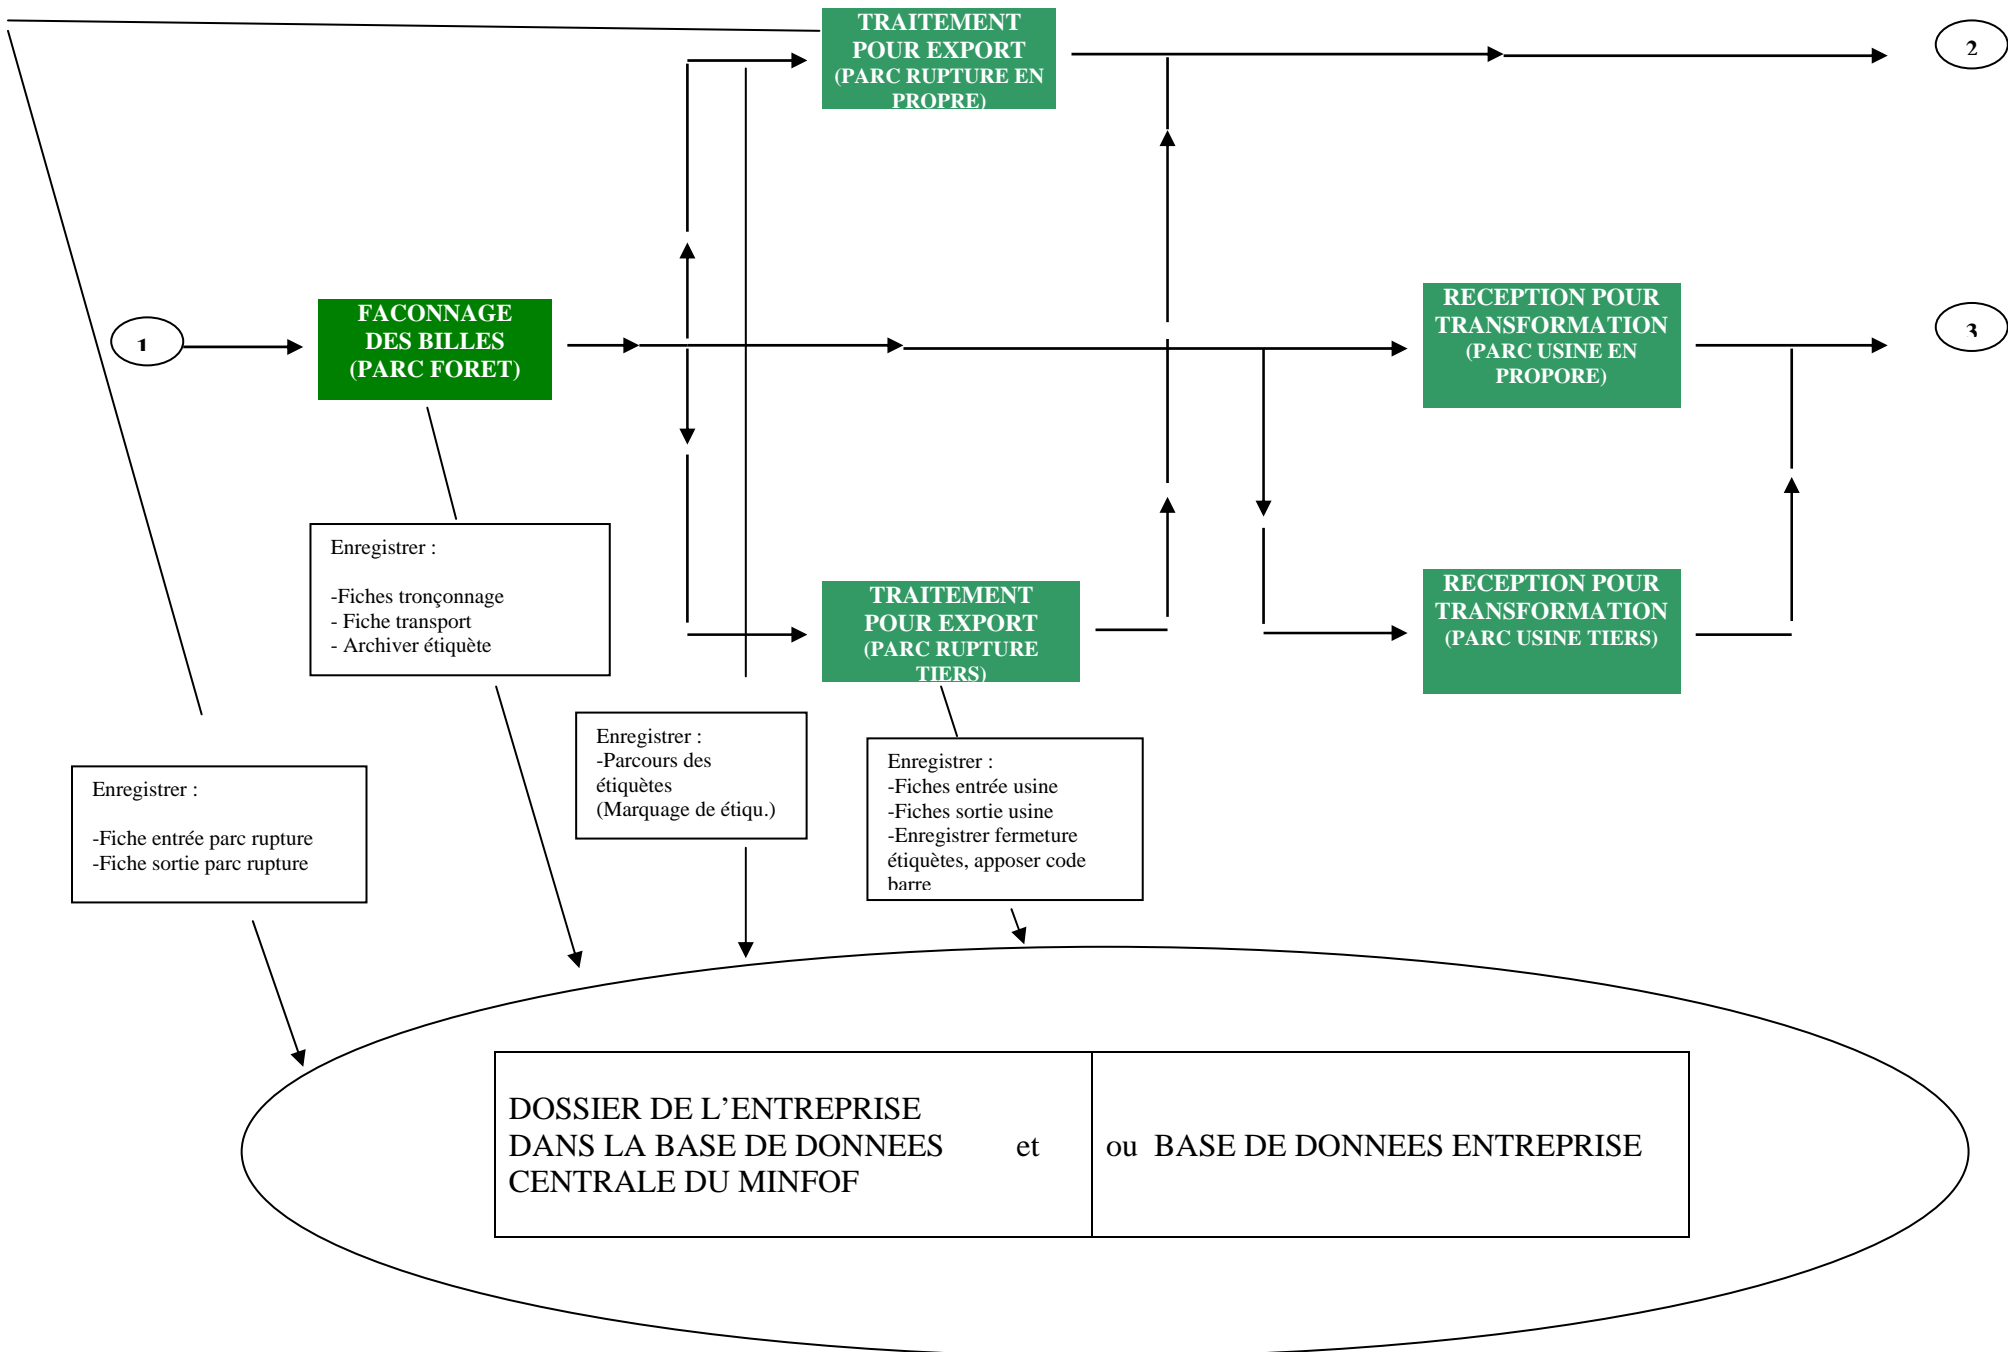 TRAITEMENT
POUR EXPORT
(PARC RUPTURE EN
PROPRE)
2
1
FACONNAGE
DES BILLES
(PARC FORET)
RECEPTION POUR
TRANSFORMATION
(PARC USINE EN
PROPORE)
3
TRAITEMENT
POUR EXPORT
(PARC RUPTURE
TIERS)
RECEPTION POUR
TRANSFORMATION
(PARC USINE TIERS)
Enregistrer :
-Fiches tronçonnage
- Fiche transport
- Archiver étiquète
Enregistrer :
-Parcours des
étiquètes
(Marquage de étiqu.)
Enregistrer :
-Fiches entrée usine
-Fiches sortie usine
-Enregistrer fermeture
étiquètes, apposer code
barre
Enregistrer :
-Fiche entrée parc rupture
-Fiche sortie parc rupture
DOSSIER DE L’ENTREPRISE
DANS LA BASE DE DONNEES et
CENTRALE DU MINFOF
ou BASE DE DONNEES ENTREPRISE